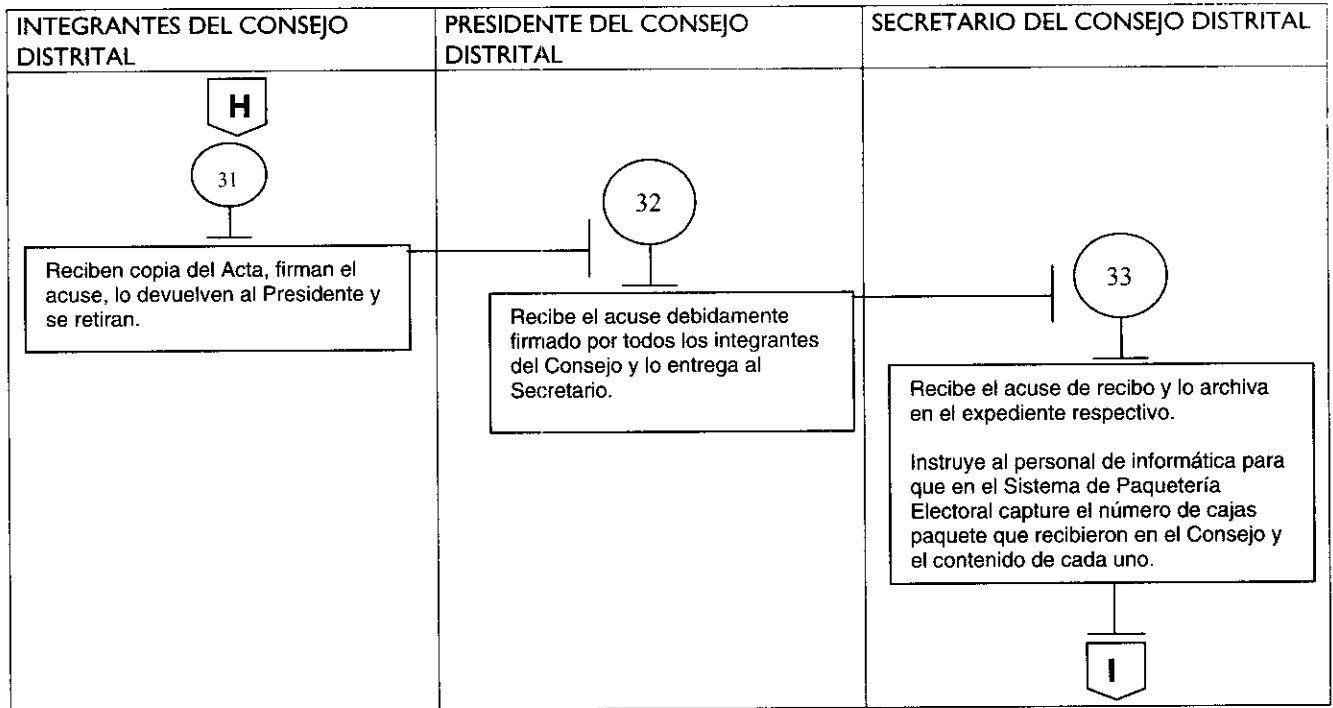 INTEGRANTES DEL CONSEJO
DISTRITAL
PRESIDENTE DEL CONSEJO
DISTRITAL
SECRETARIO DEL CONSEJO DISTRITAL
H
31
Reciben copia del Acta, firman el
acuse, lo devuelven al Presidente y
se retiran.
32
Recibe el acuse debidamente
firmado por todos los integrantes
del Consejo y lo entrega al
Secretario.
33
Recibe el acuse de recibo y lo archiva
en el expediente respectivo.
Instruye al personal de informática para
que en el Sistema de Paquetería
Electoral capture el número de cajas
paquete que recibieron en el Consejo y
el contenido de cada uno.
I